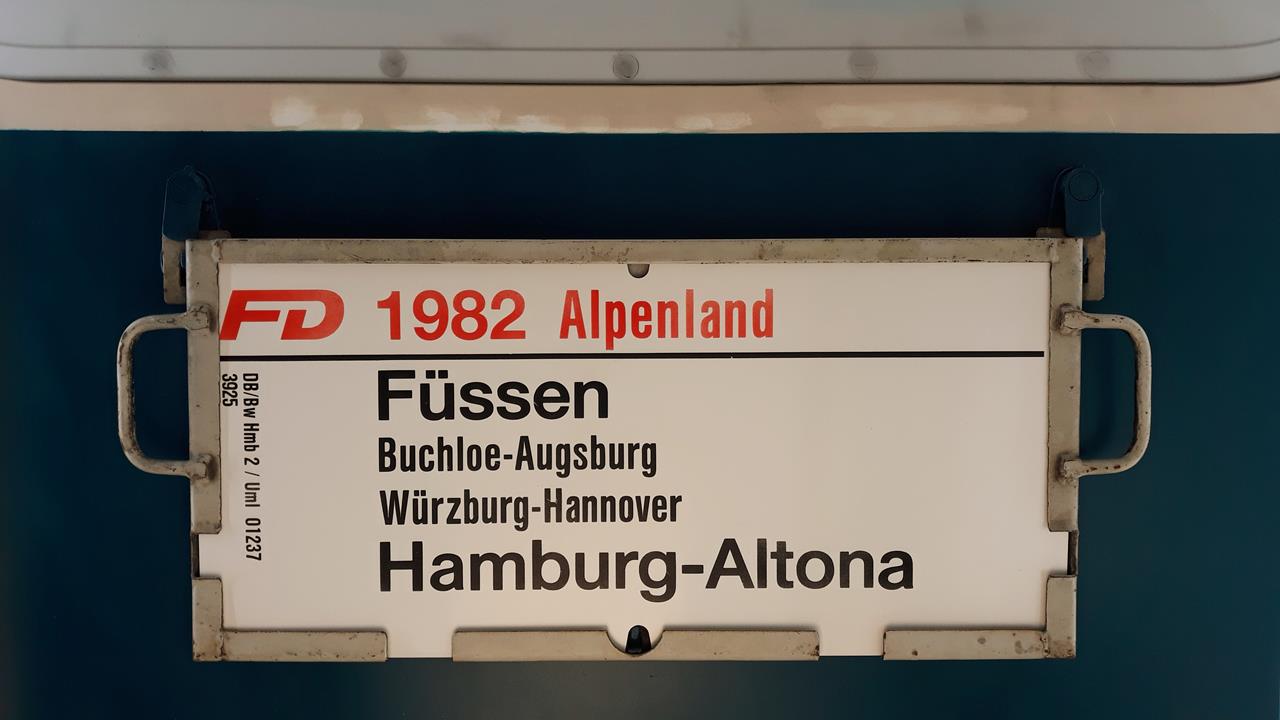 FD 1982 Alpenland
Füssen
Buchloe-Augsburg
Würzburg-Hannover
Hamburg-Altona
DB/Bw Hmb 2 / Uml 01237
3925